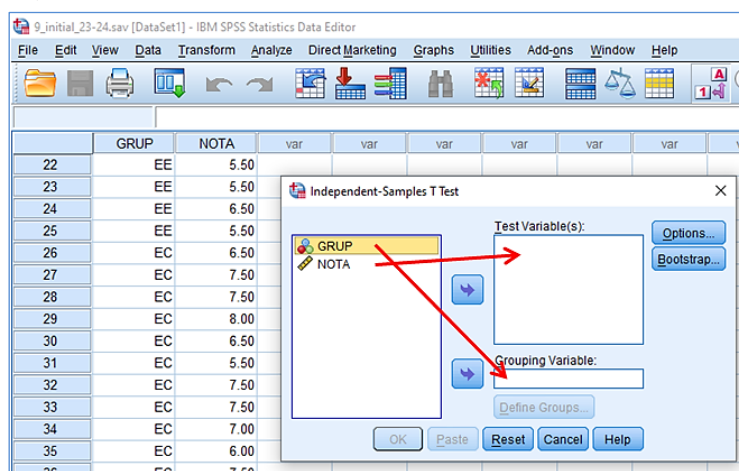 9_initial_23-24.sav [DataSet1] - IBM SPSS Statistics Data Editor
File Edit View Data Transform Analyze Direct Marketing Graphs Utilities Add-ons Window Help
A
1
GRUP NOTA var var var var var var
22 EE 5.50
23 EE 5.50
24 EE 6.50
25 EE 5.50
26 EC 6.50
27 EC 7.50
28 EC 7.50
29 EC 8.00
30 EC 6.50
31 EC 5.50
32 EC 7.50
33 EC 7.50
34 EC 7.00
35 EC 6.00
Independent-Samples T Test
GRUP
NOTA
Test Variable(s):
Options...
Bootstrap...
Grouping Variable:
Define Groups...
OK Paste Reset Cancel Help